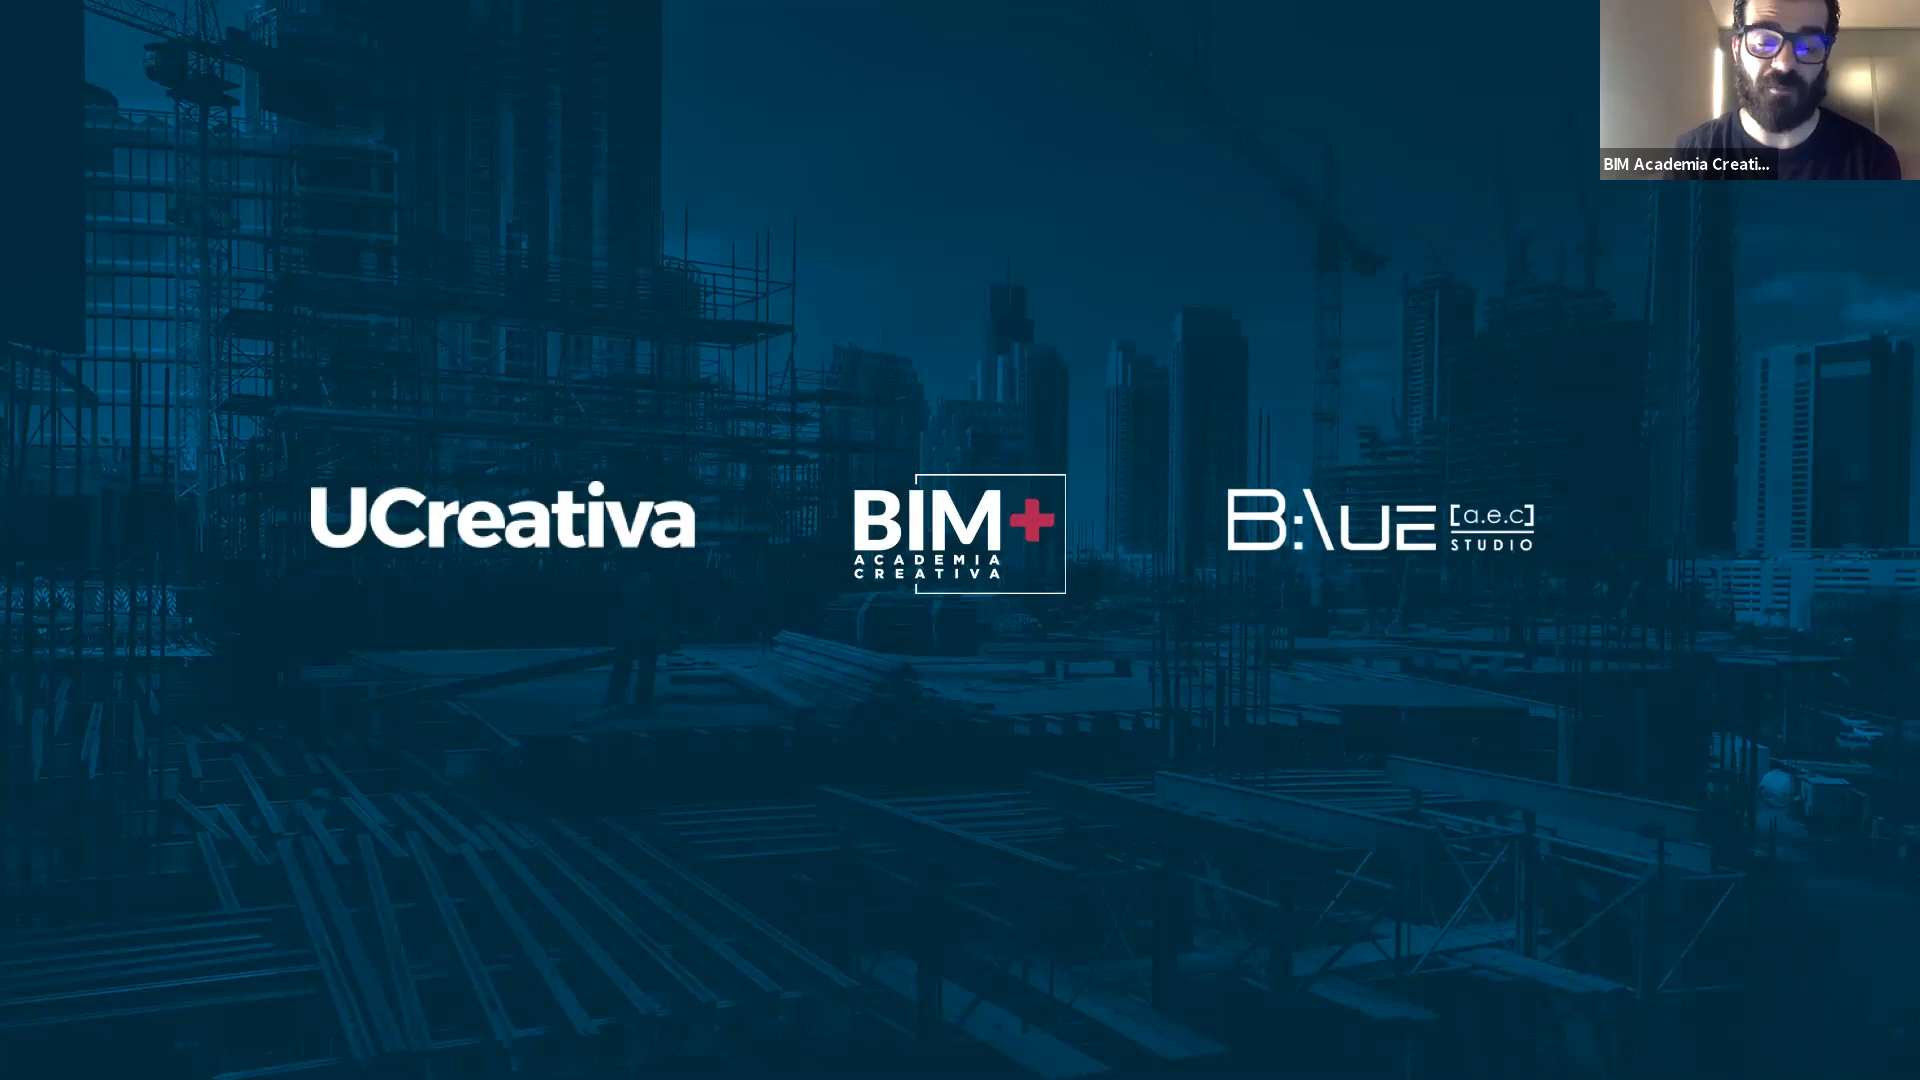 BIM Academia Creati...
UCreativa
BIM+
ACADEMIA
CREATIVA
B:\UE [a.e.c]
STUDIO